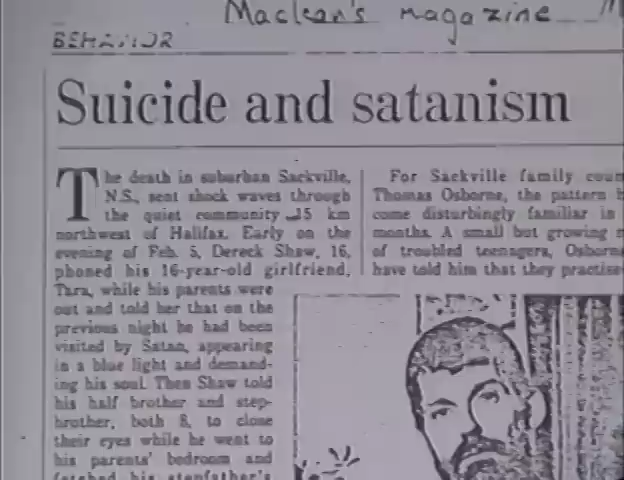 Maclean's magazine
BEHAVIOR
Suicide and satanism
The death in suburban Sackville,
N.S., sent shock waves through
the quiet community 15 km
northwest of Halifax. Early on the
evening of Feb. 5, Dereck Shaw, 16,
phoned his 16-year-old girlfriend,
Tara, while his parents were
out and told her that on the
previous night he had been
visited by Satan, appearing
in a blue light and demand-
ing his soul. Then Shaw told
his half brother and step-
brother, both 8, to close
their eyes while he went to
his parents' bedroom and
fetched his stepfather's
For Sackville family
Thomas Osborne, the pattern
come disturbingly familiar in
months. A small but growing
of troubled teenagers,
have told him that they